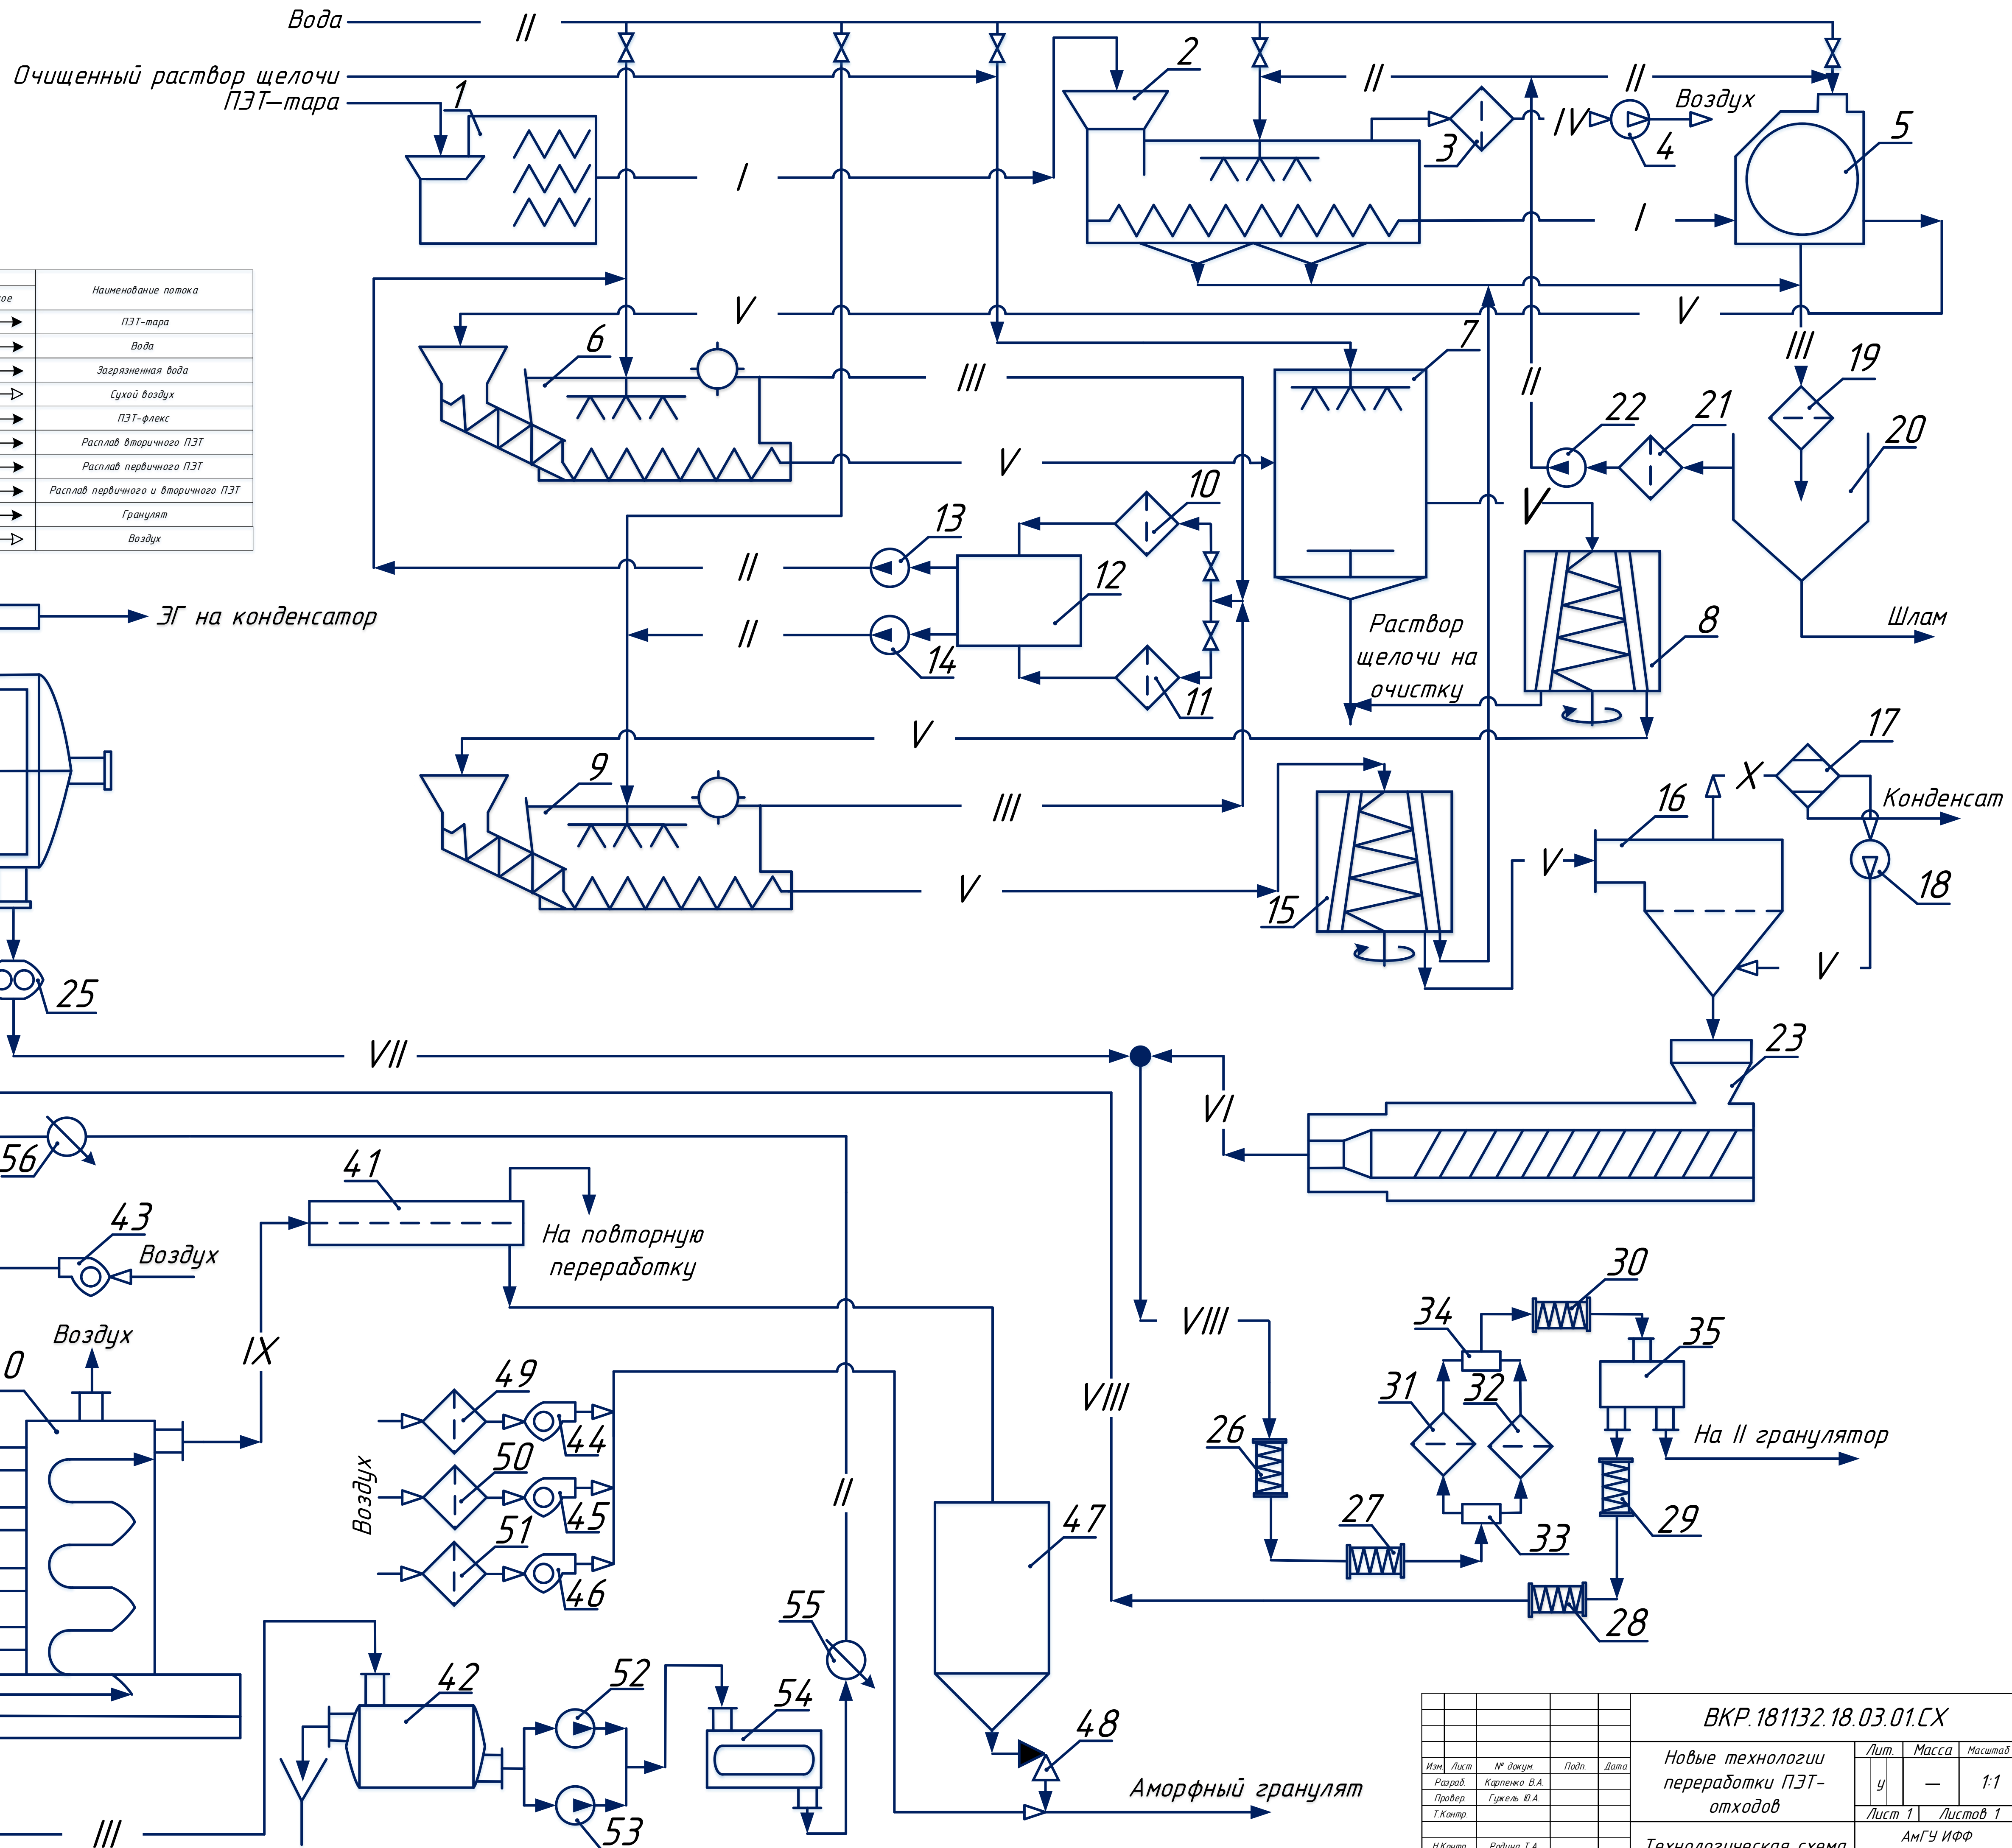 Вода
II
Очищенный раствор щелочи
ПЭТ-тара
1
2
II
II
Воздух
3
IV
4
5
I
I
Наименование потока
ое
ПЭТ-тара
Вода
Загрязненная вода
Сухой воздух
ПЭТ-флекс
Расплав вторичного ПЭТ
Расплав первичного ПЭТ
Расплав первичного и вторичного ПЭТ
Гранулят
Воздух
V
V
6
7
III
III
19
II
22
21
20
V
10
V
13
12
II
ЭГ на конденсатор
Раствор
щелочи на
очистку
8
Шлам
II
14
11
V
17
9
16
X
Конденсат
III
V
18
V
15
25
V
23
VII
VI
56
41
43
Воздух
На повторную
переработку
30
34
VIII
35
Воздух
IX
0
49
VIII
31
32
44
26
На II гранулятор
50
Воздух
II
45
47
27
29
51
33
46
55
28
42
52
54
48
Аморфный гранулят
III
53
ВКР.181132.18.03.01.СХ
Новые технологии
переработки ПЭТ-
отходов
Лит.
Масса
Масштаб
у
—
1:1
Изм.
Лист
№ докум.
Подп.
Дата
Разраб.
Карпенко В.А.
Провер.
Гужель Ю.А.
Т.Контр.
Лист 1
Листов 1
Н.Контр.
Родина Т.А.
Технологическая схема
АмГУ ИФФ